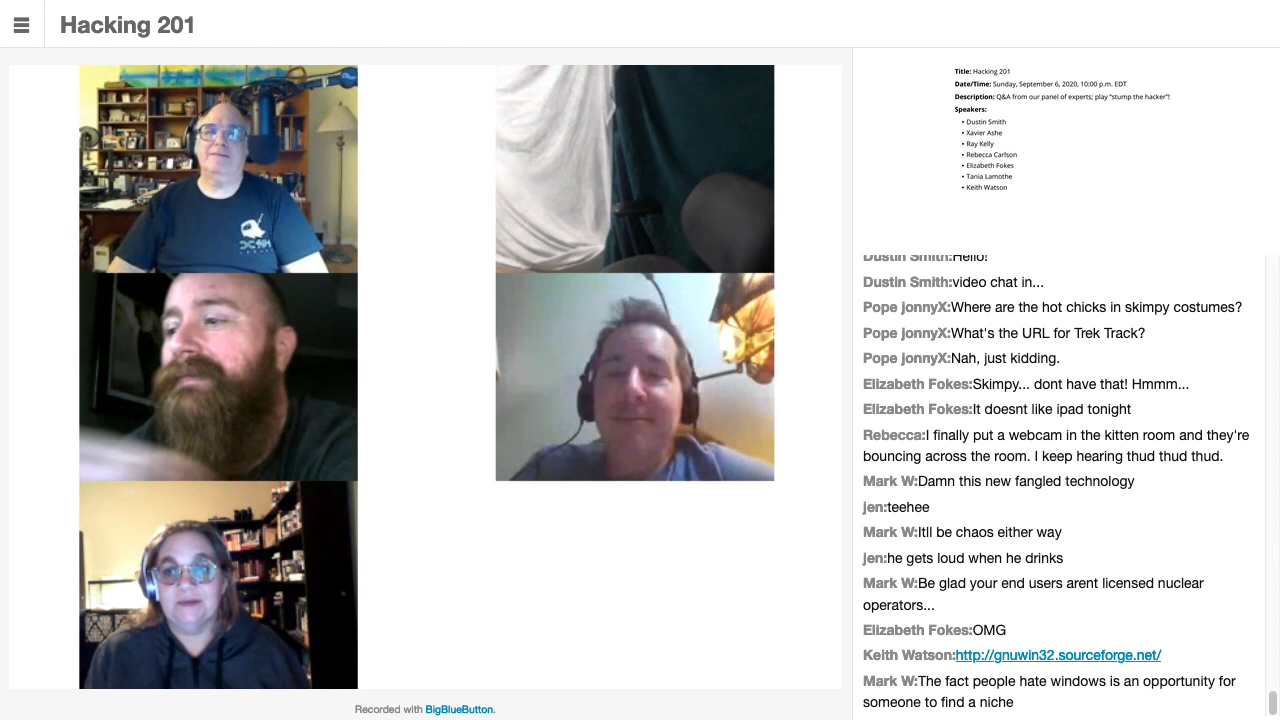 Hacking 201
Title: Hacking 201
Date/Time: Sunday, September 6, 2020, 10:00 p.m. EDT
Description: Q&A from our panel of experts; play "stump the hacker"!
Speakers:
• Dustin Smith
• Xavier Ashe
• Ray Kelly
• Rebecca Carlson
• Elizabeth Fokes
• Tania Lamothe
• Keith Watson
Dustin Smith:Hello!
Dustin Smith:video chat in...
Pope jonnyX:Where are the hot chicks in skimpy costumes?
Pope jonnyX:What's the URL for Trek Track?
Pope jonnyX:Nah, just kidding.
Elizabeth Fokes:Skimpy... dont have that! Hmmm...
Elizabeth Fokes:It doesnt like ipad tonight
Rebecca:I finally put a webcam in the kitten room and they're
bouncing across the room. I keep hearing thud thud thud.
Mark W:Damn this new fangled technology
jen:teehee
Mark W:Itll be chaos either way
jen:he gets loud when he drinks
Mark W:Be glad your end users arent licensed nuclear
operators...
Elizabeth Fokes:OMG
Keith Watson:http://gnuwin32.sourceforge.net/
Mark W:The fact people hate windows is an opportunity for
someone to find a niche
Recorded with BigBlueButton.